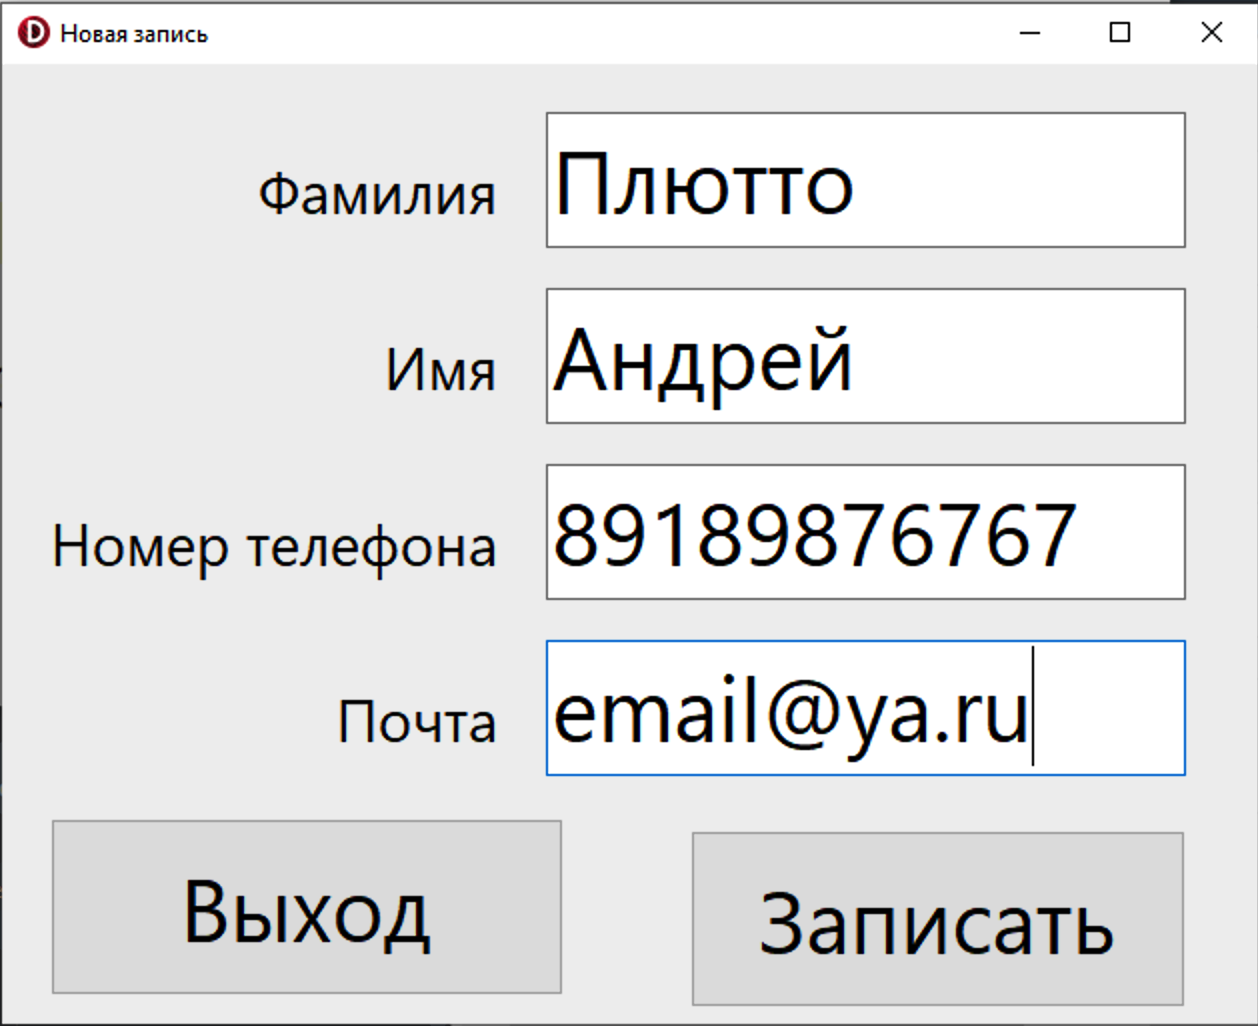 Новая запись
Фамилия Плютто
Имя Андрей
Номер телефона 89189876767
Почта email@ya.ru
Выход Записать